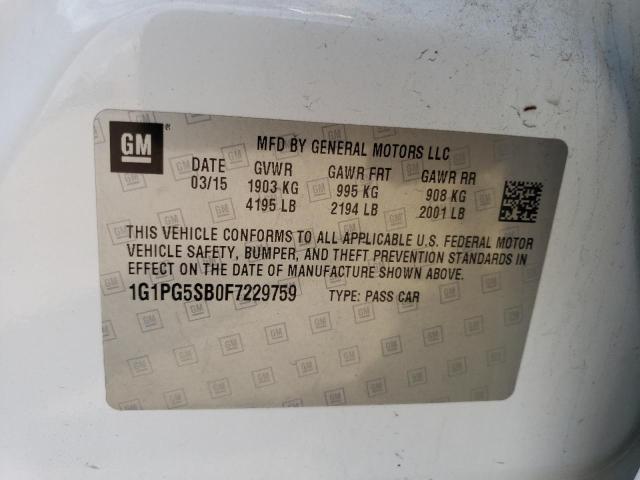 GM ®
MFD BY GENERAL MOTORS LLC
DATE GVWR GAWR FRT GAWR RR
03/15 1903 KG 995 KG 908 KG
4195 LB 2194 LB 2001 LB
THIS VEHICLE CONFORMS TO ALL APPLICABLE U.S. FEDERAL MOTOR
VEHICLE SAFETY, BUMPER, AND THEFT PREVENTION STANDARDS IN
EFFECT ON THE DATE OF MANUFACTURE SHOWN ABOVE.
1G1PG5SB0F7229759 TYPE: PASS CAR